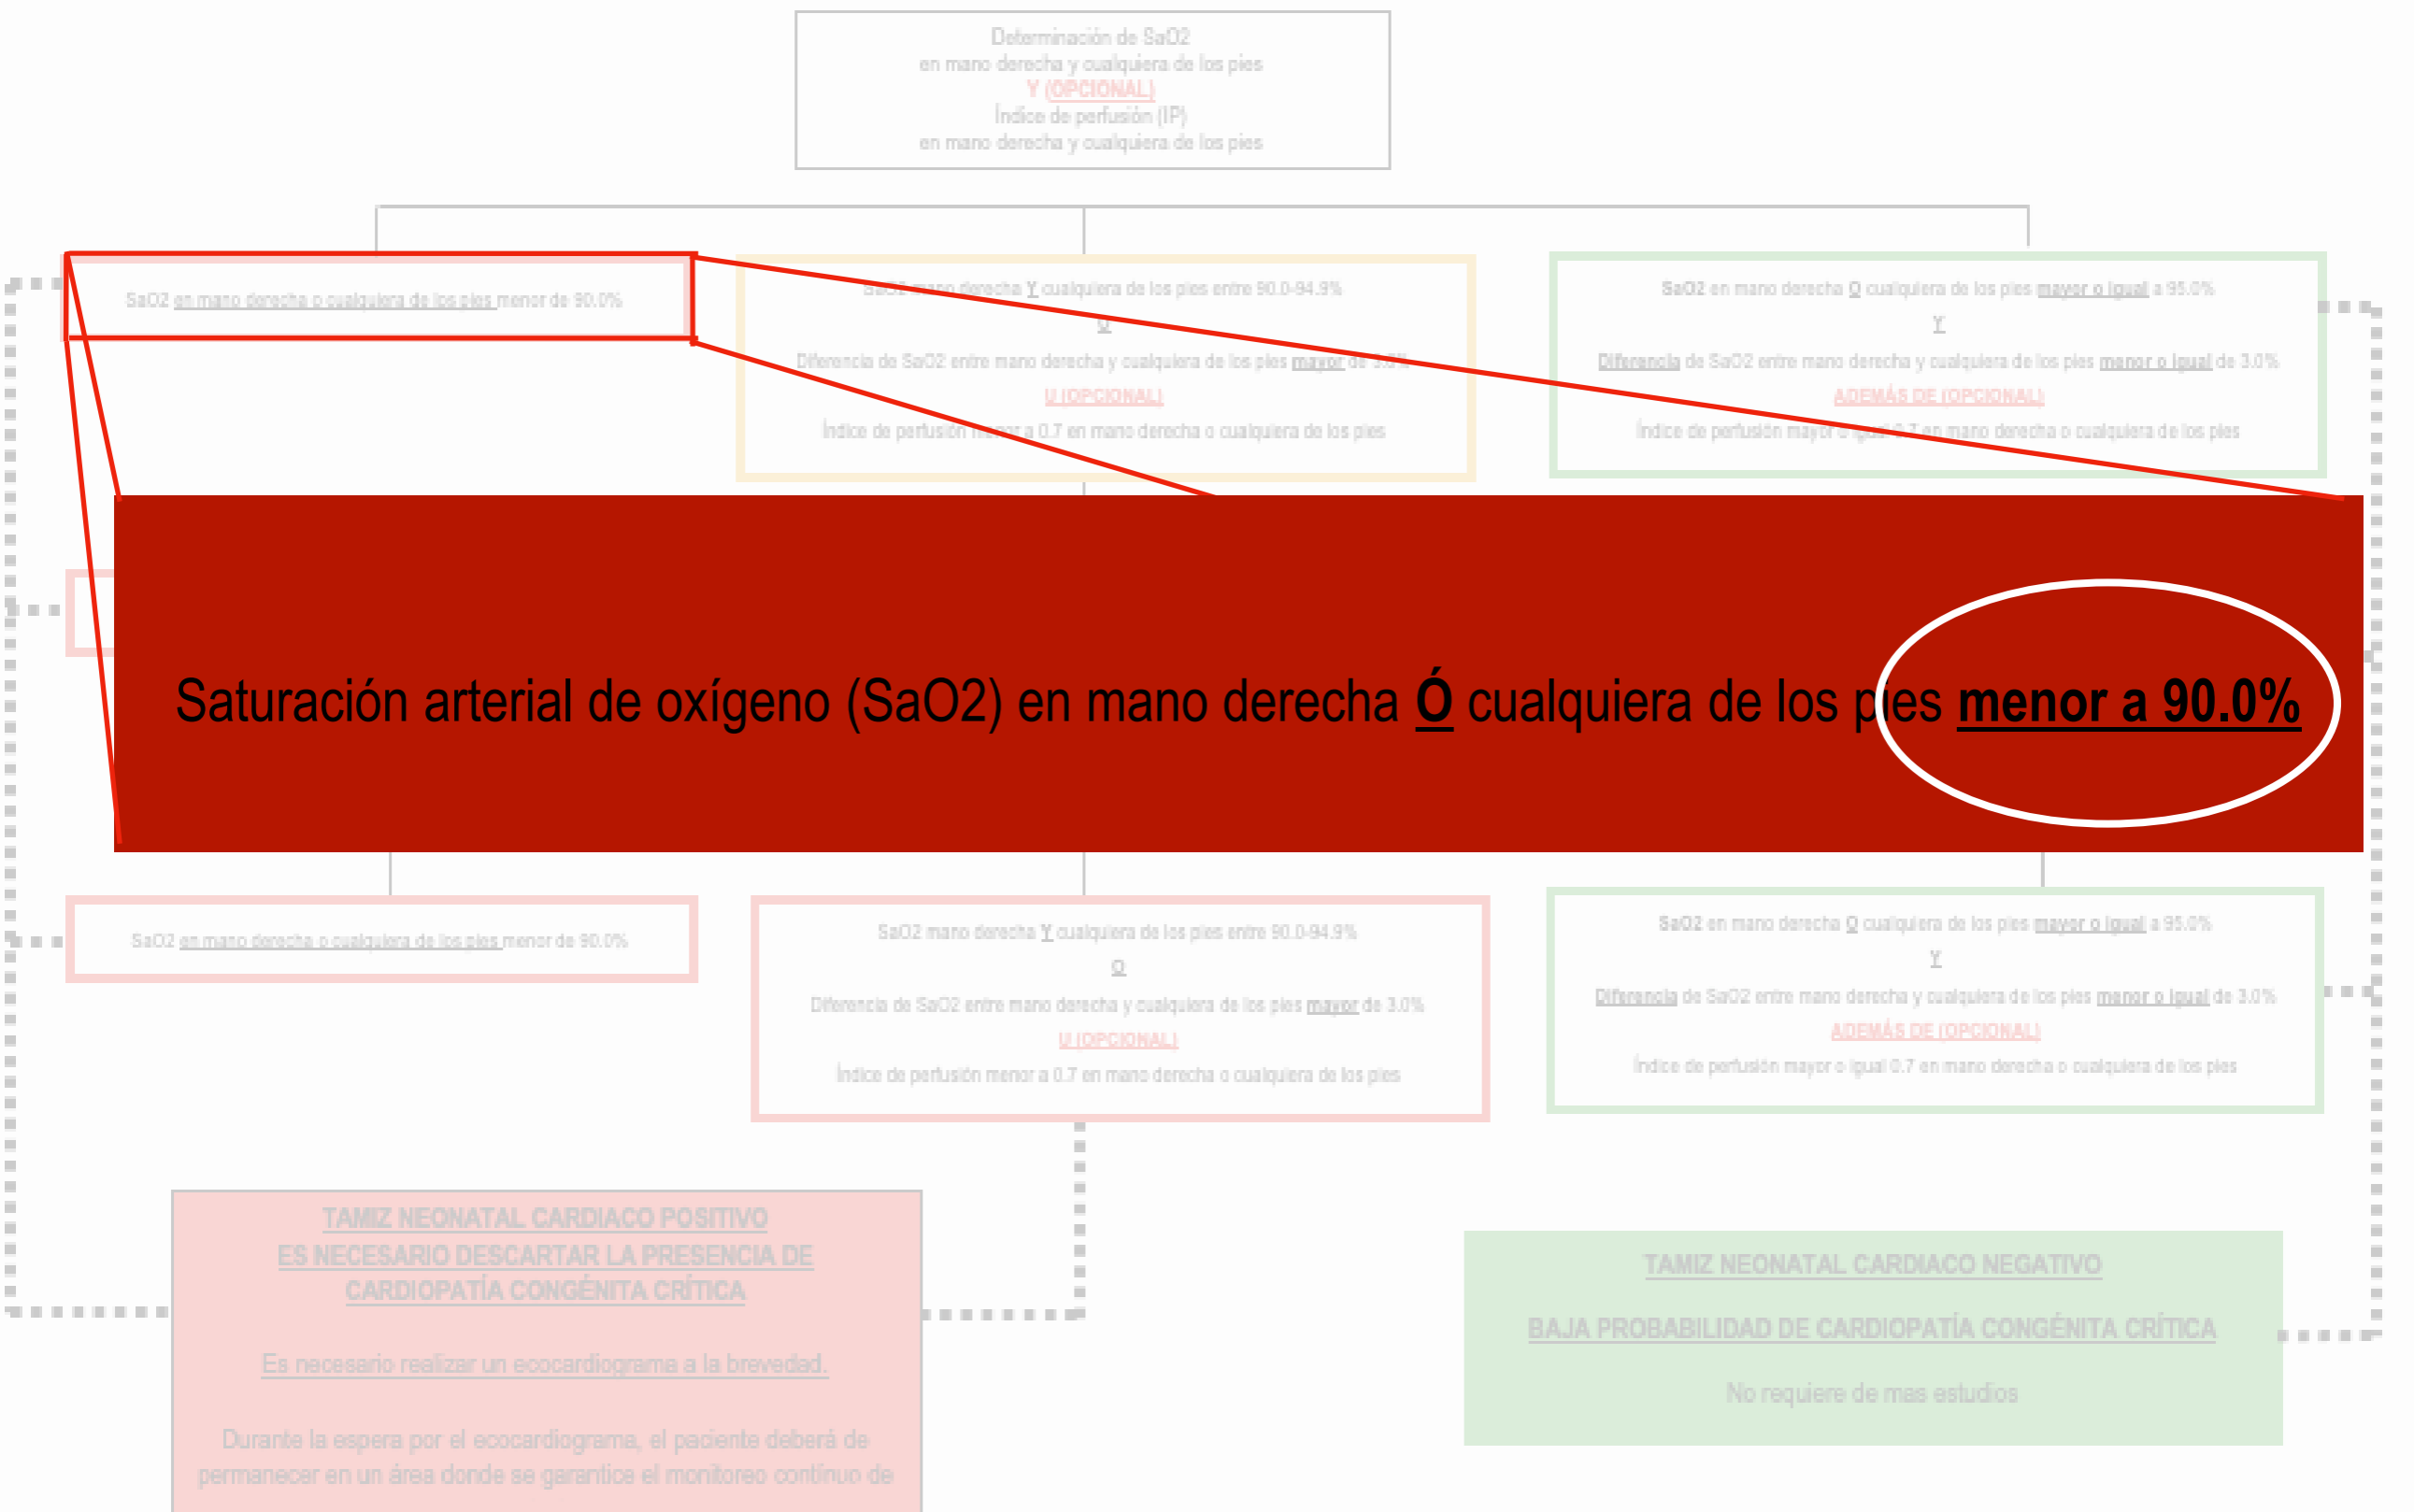 Determinación de SaO2
en mano derecha y cualquiera de los pies
Y (OPCIONAL)
Índice de perfusión (IP)
en mano derecha y cualquiera de los pies
SaO2 en mano derecha o cualquiera de los pies menor de 90.0%
SaO2 mano derecha Y cualquiera de los pies entre 90.0-94.9%
O
Diferencia de SaO2 entre mano derecha y cualquiera de los pies mayor de 3.0%
U (OPCIONAL)
Índice de perfusión menor a 0.7 en mano derecha o cualquiera de los pies
SaO2 en mano derecha O cualquiera de los pies mayor o igual a 95.0%
Y
Diferencia de SaO2 entre mano derecha y cualquiera de los pies menor o igual de 3.0%
ADEMÁS DE (OPCIONAL)
Índice de perfusión mayor o igual 0.7 en mano derecha o cualquiera de los pies
Saturación arterial de oxígeno (SaO2) en mano derecha Ó cualquiera de los pies menor a 90.0%
SaO2 en mano derecha o cualquiera de los pies menor de 90.0%
SaO2 mano derecha Y cualquiera de los pies entre 90.0-94.9%
O
Diferencia de SaO2 entre mano derecha y cualquiera de los pies mayor de 3.0%
U (OPCIONAL)
Índice de perfusión menor a 0.7 en mano derecha o cualquiera de los pies
SaO2 en mano derecha O cualquiera de los pies mayor o igual a 95.0%
Y
Diferencia de SaO2 entre mano derecha y cualquiera de los pies menor o igual de 3.0%
ADEMÁS DE (OPCIONAL)
Índice de perfusión mayor o igual 0.7 en mano derecha o cualquiera de los pies
TAMIZ NEONATAL CARDIACO POSITIVO
ES NECESARIO DESCARTAR LA PRESENCIA DE
CARDIOPATÍA CONGÉNITA CRÍTICA
Es necesario realizar un ecocardiograma a la brevedad.
Durante la espera por el ecocardiograma, el paciente deberá de
permanecer en un área donde se garantice el monitoreo contínuo de
TAMIZ NEONATAL CARDIACO NEGATIVO
BAJA PROBABILIDAD DE CARDIOPATÍA CONGÉNITA CRÍTICA
No requiere de mas estudios